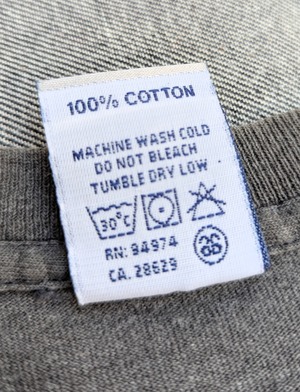 100% COTTON
MACHINE WASH COLD
DO NOT BLEACH
TUMBLE DRY LOW
30°C
RN: 94974
CA. 28629